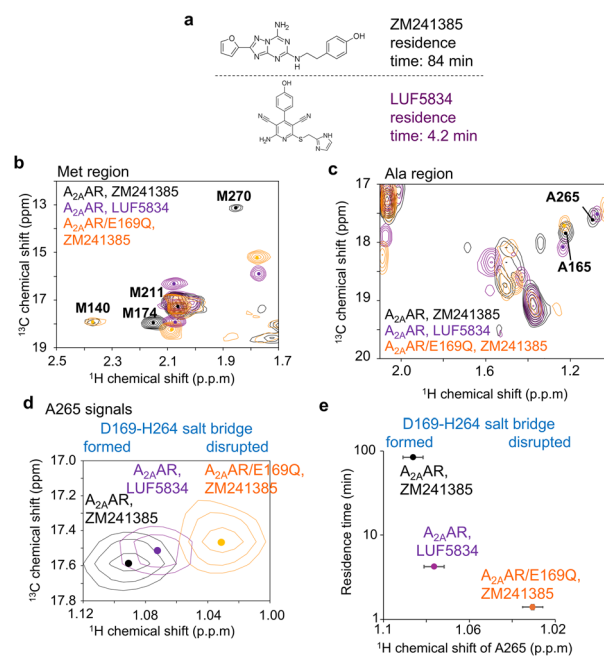 a
NH₂
OH
O
N
N
N
N
N
N
H
ZM241385
residence
time: 84 min
OH
NC
CN
H₂N
N
S
N
HN
LUF5834
residence
time: 4.2 min
b
Met region
A₂ₐAR, ZM241385
A₂ₐAR, LUF5834
A₂ₐAR/E169Q,
ZM241385
M270
M211
M140
M174
13
15
17
19
2.5
2.3
2.1
1.9
1.7
¹³C chemical shift (ppm)
¹H chemical shift (p.p.m)
c
Ala region
A265
A165
A₂ₐAR, ZM241385
A₂ₐAR, LUF5834
A₂ₐAR/E169Q, ZM241385
17
18
19
20
2.0
1.6
1.2
¹³C chemical shift (ppm)
¹H chemical shift (p.p.m)
d
A265 signals
D169-H264 salt bridge
formed
disrupted
A₂ₐAR,
LUF5834
A₂ₐAR/E169Q,
ZM241385
A₂ₐAR,
ZM241385
17.0
17.2
17.4
17.6
17.8
1.12
1.08
1.04
1.00
¹³C chemical shift (ppm)
¹H chemical shift (p.p.m)
e
D169-H264 salt bridge
formed
disrupted
A₂ₐAR,
ZM241385
A₂ₐAR,
LUF5834
A₂ₐAR/E169Q,
ZM241385
100
10
1
1.1
1.06
1.02
Residence time (min)
¹H chemical shift of A265 (p.p.m)